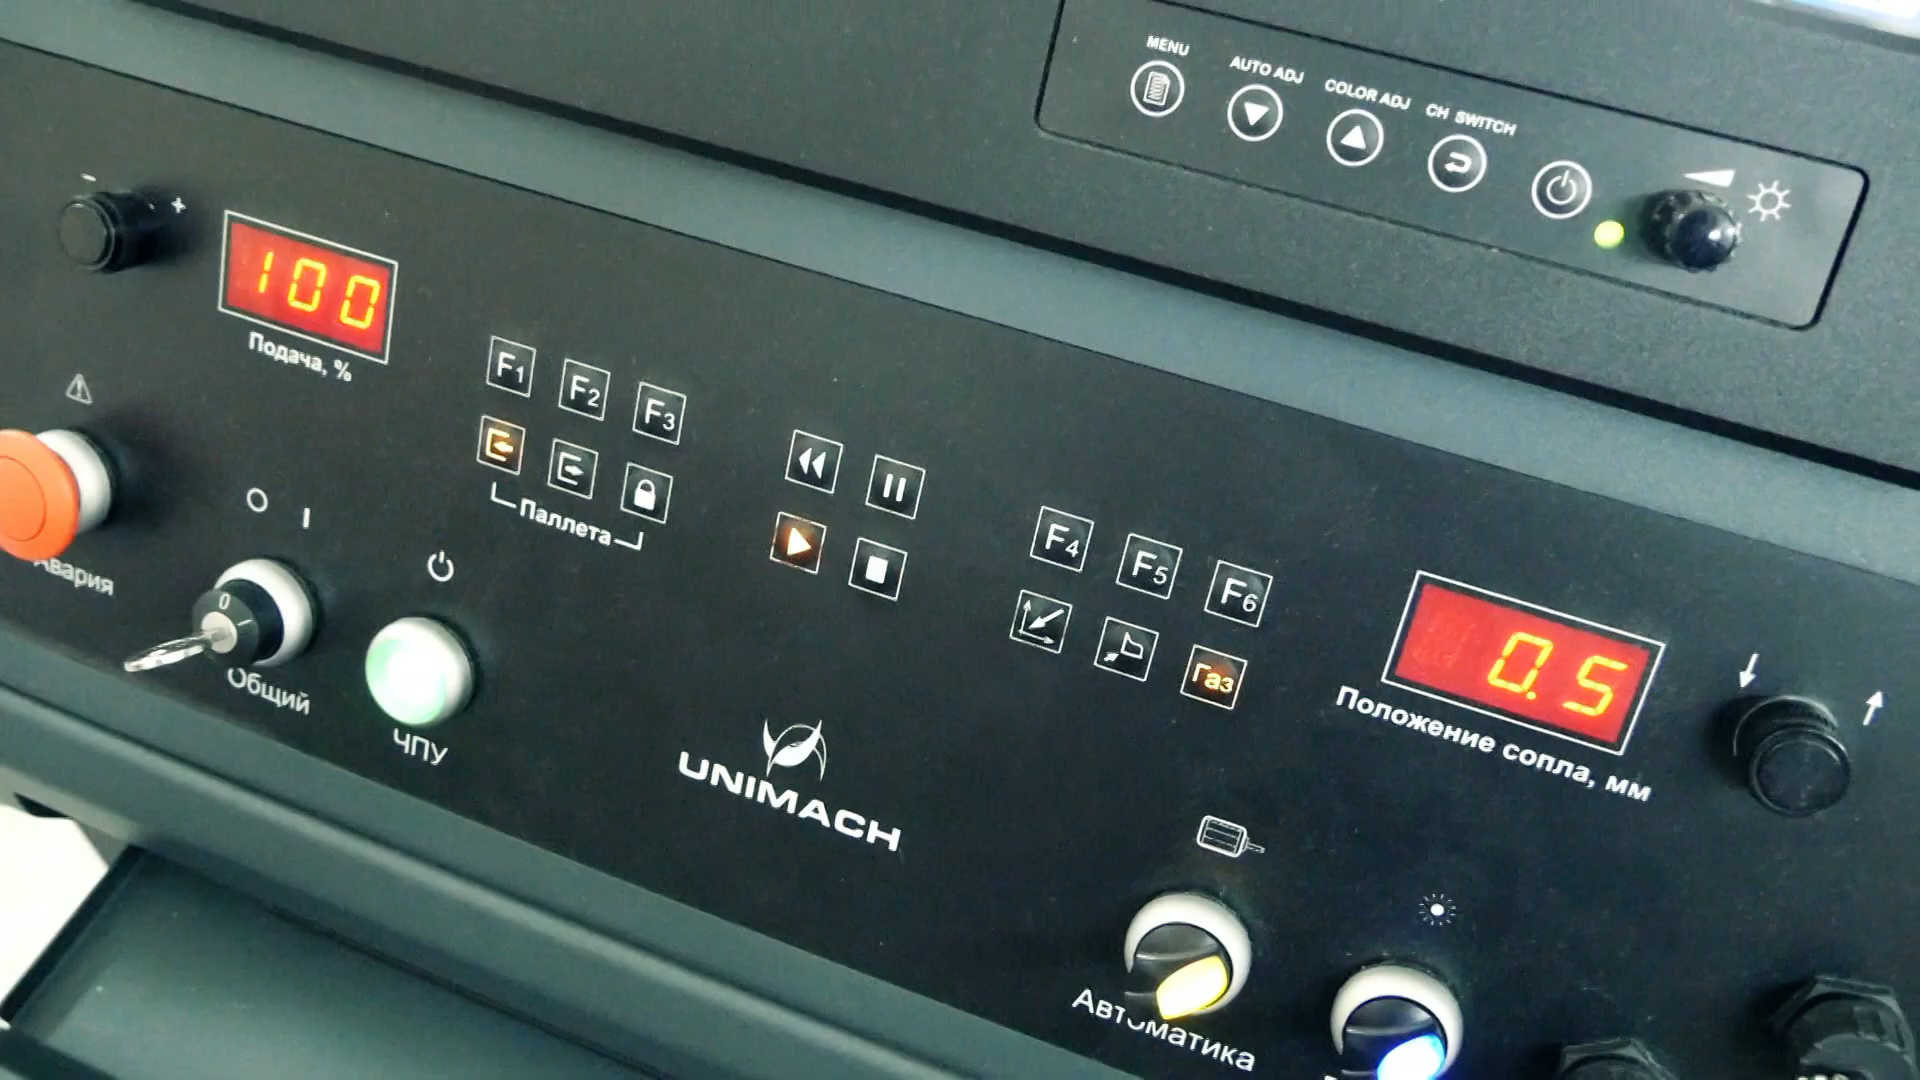 MENU
AUTO ADJ
COLOR ADJ
CH SWITCH
- +
100
Подача, %
F1
F2
F3
Паллета
F4
F5
F6
Газ
0.5
Положение сопла, мм
Авария
O I
0
Общий
ЧПУ
UNIMACH
Автоматика